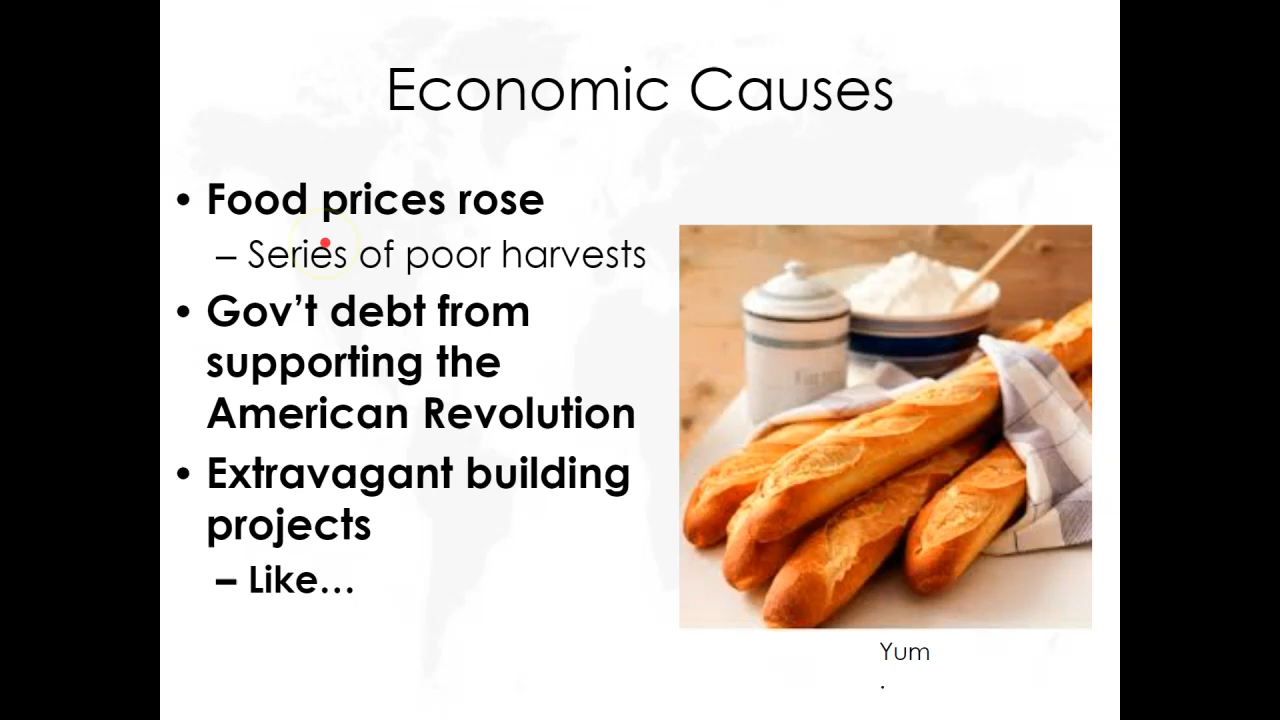 Economic Causes
• Food prices rose
– Series of poor harvests
• Gov’t debt from
supporting the
American Revolution
• Extravagant building
projects
– Like…
Yum
.